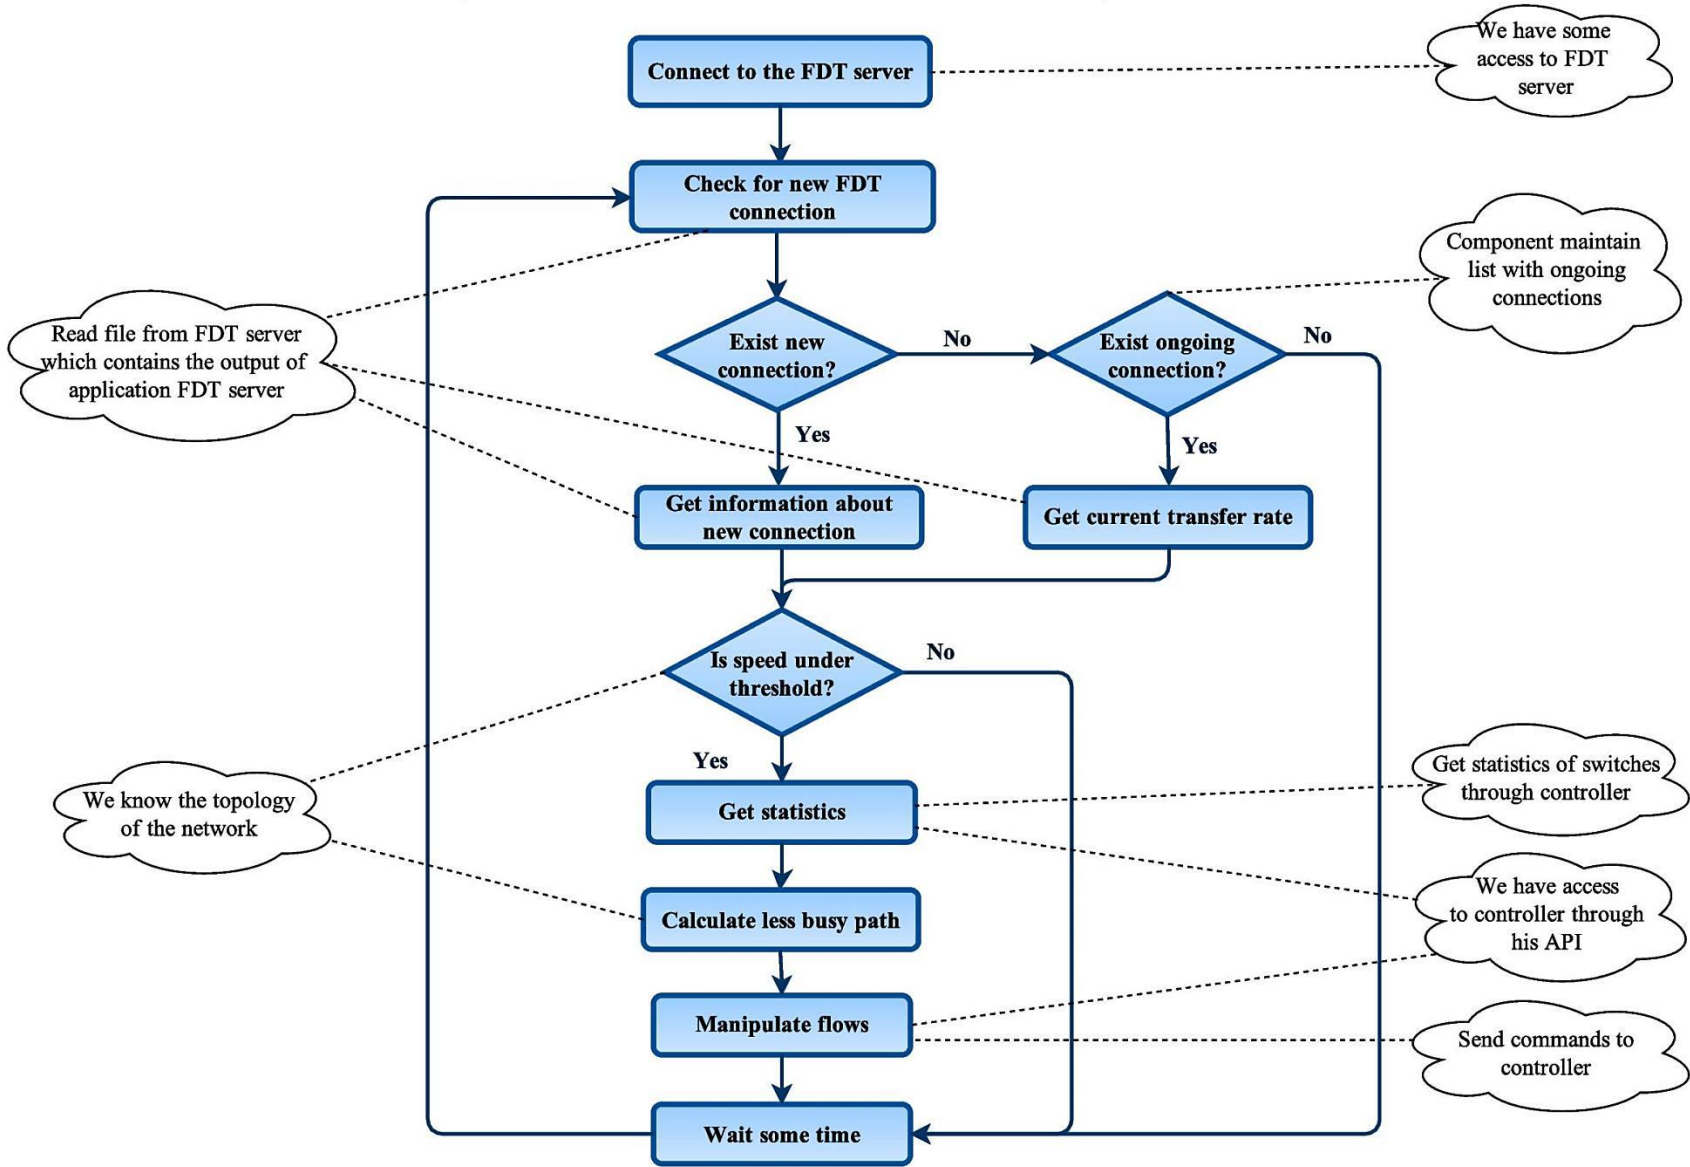 Connect to the FDT server
We have some
access to FDT
server
Check for new FDT
connection
Component maintain
list with ongoing
connections
Read file from FDT server
which contains the output of
application FDT server
Exist new
connection?
No
Exist ongoing
connection?
No
Yes
Yes
Get information about
new connection
Get current transfer rate
Is speed under
threshold?
No
Yes
We know the topology
of the network
Get statistics
Get statistics of switches
through controller
Calculate less busy path
We have access
to controller through
his API
Manipulate flows
Send commands to
controller
Wait some time